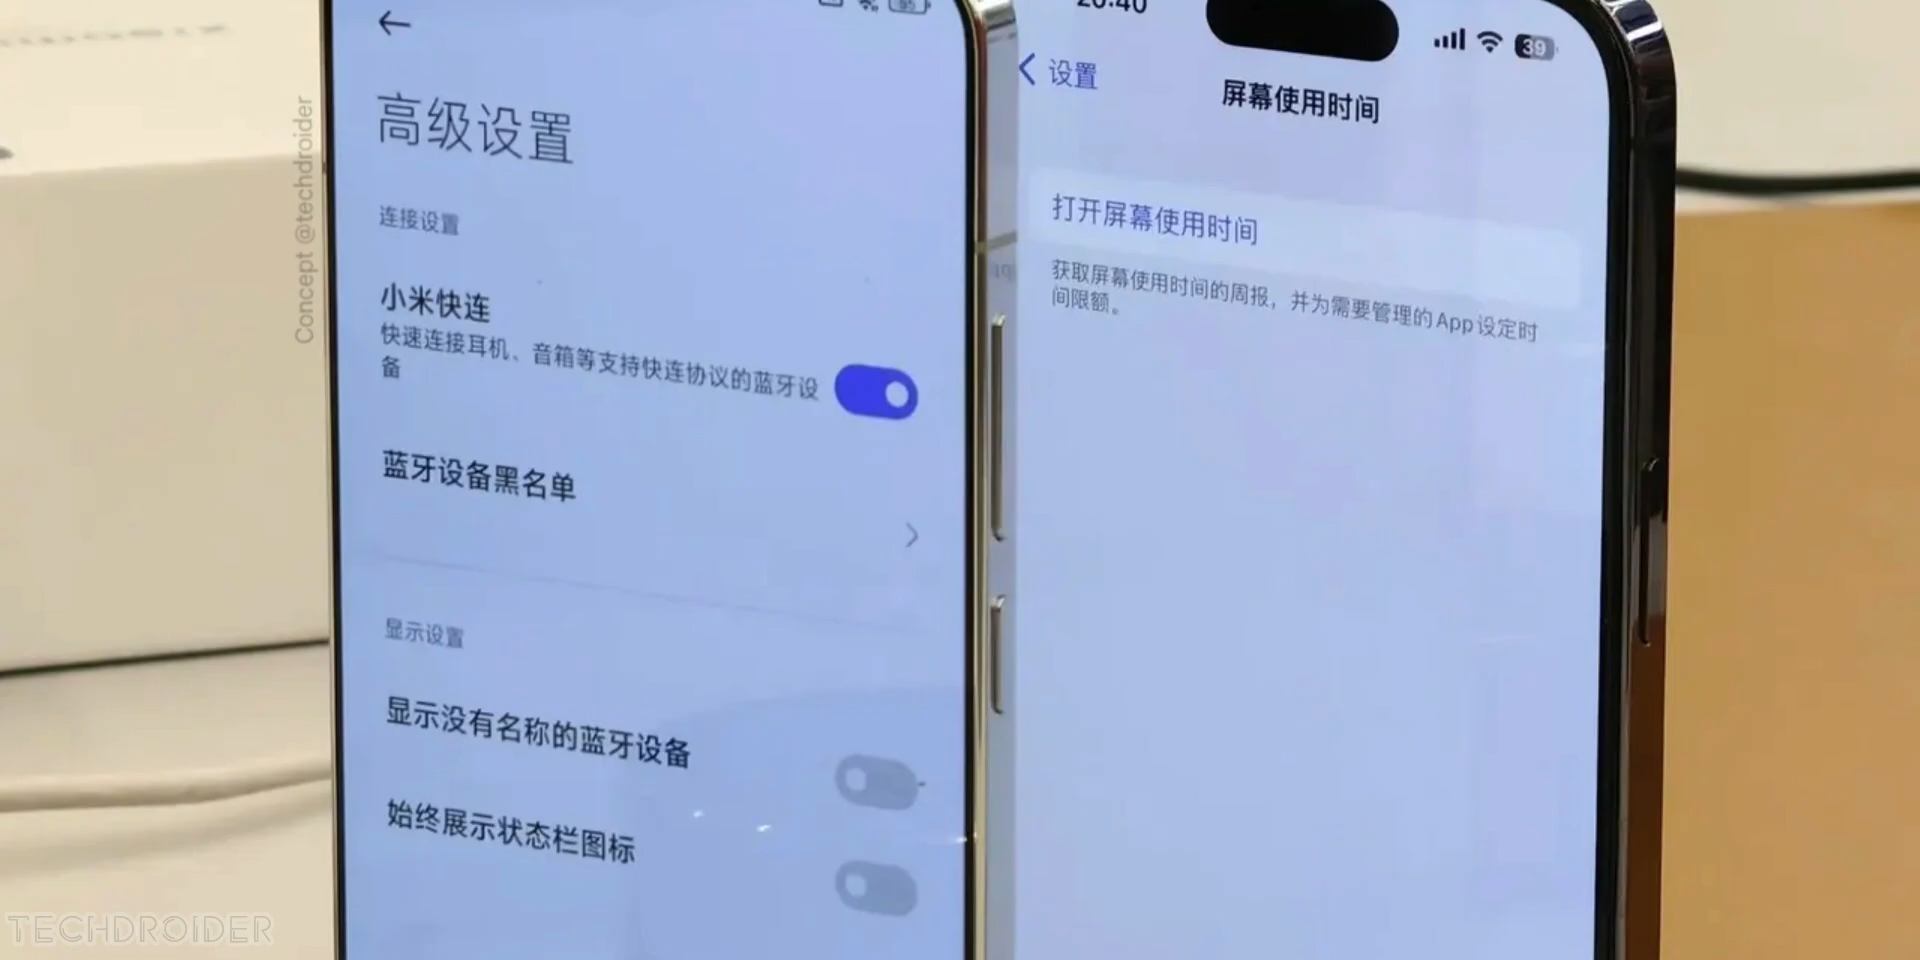 Concept @techdroider
高级设置
连接设置
小米快连
快速连接耳机、音箱等支持快连协议的蓝牙设
备
蓝牙设备黑名单
显示设置
显示没有名称的蓝牙设备
始终展示状态栏图标
20:40
39
设置
屏幕使用时间
打开屏幕使用时间
获取屏幕使用时间的周报，并为需要管理的App设定时
间限额。
TECHDROIDER